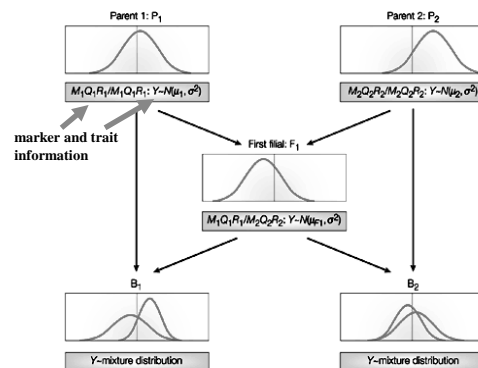 Parent 1: P₁
Parent 2: P₂
M₁Q₁R₁/M₁Q₁R₁: Y~N(μ₁, σ²)
M₂Q₂R₂/M₂Q₂R₂: Y~N(μ₂, σ²)
marker and trait
information
First filial: F₁
M₁Q₁R₁/M₂Q₂R₂: Y~N(μF₁, σ²)
B₁
B₂
Y~mixture distribution
Y~mixture distribution